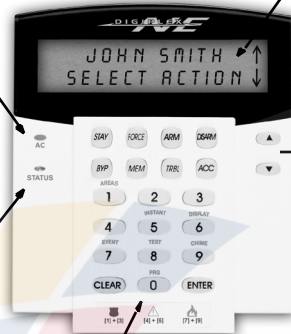 DIGIPLEX
NE
JOHN SMITH ↑
SELECT ACTION ↓
AC
STATUS
STAY FORCE ARM DISARM
BYP MEM TRBL ACC
AREAS
1 2 3
INSTANT DISPLAY
4 5 6
EVENT TEST CHIME
7 8 9
PRG
CLEAR 0 ENTER
[1] + [3] [4] + [6] [7] + [9]